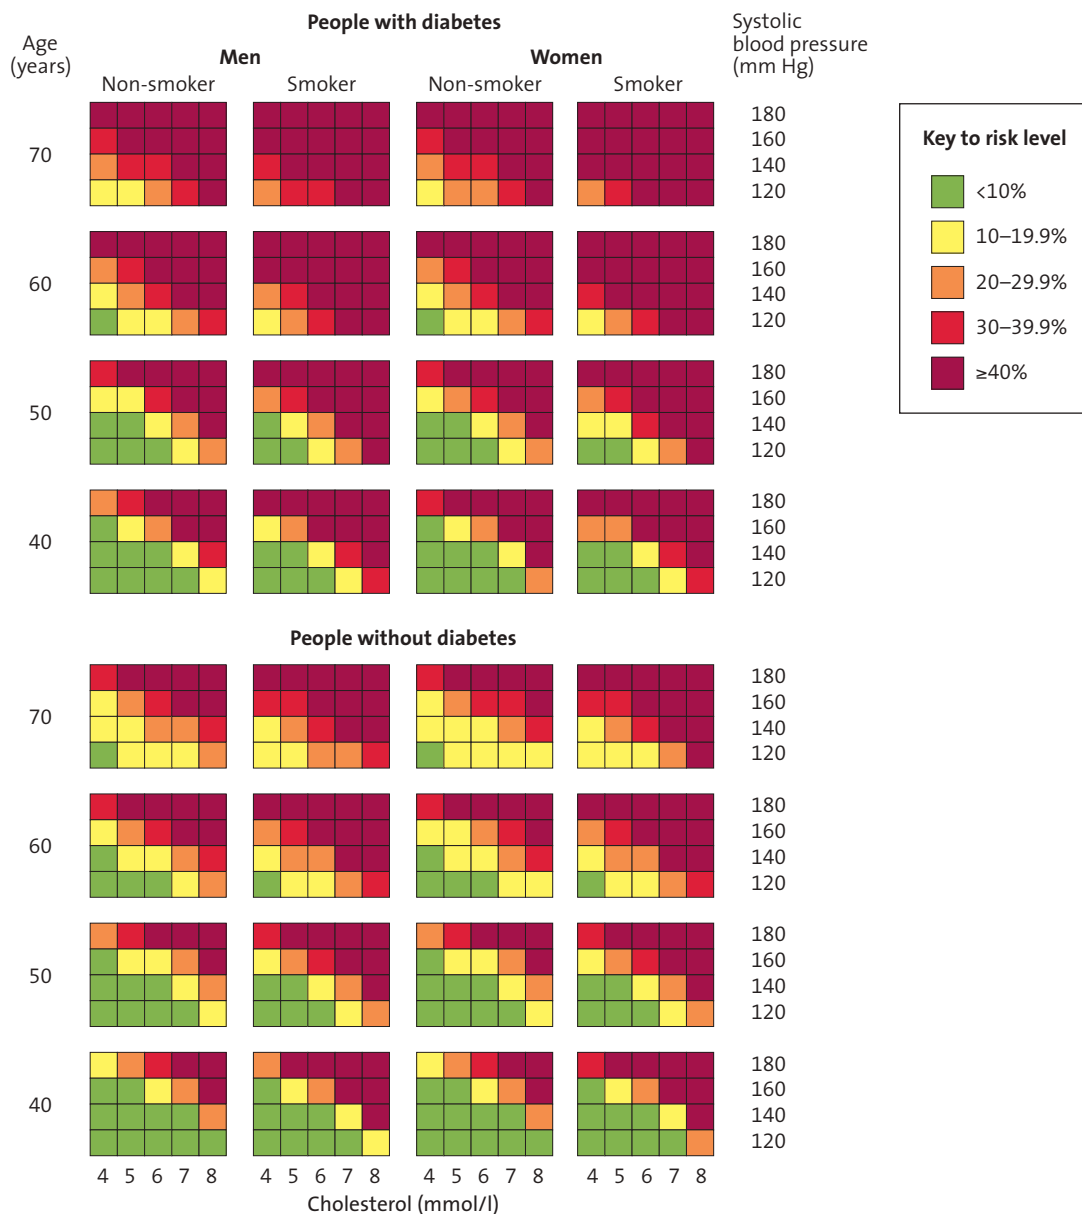 People with diabetes
Systolic
blood pressure
(mm Hg)
Age
(years)
Men
Women
Non-smoker
Smoker
Non-smoker
Smoker
180
160
70
140
120
180
160
60
140
120
180
160
50
140
120
180
160
40
140
120
Key to risk level
<10%
10–19.9%
20–29.9%
30–39.9%
≥40%
People without diabetes
180
160
70
140
120
180
160
60
140
120
180
160
50
140
120
180
160
40
140
120
4 5 6 7 8 4 5 6 7 8 4 5 6 7 8 4 5 6 7 8
Cholesterol (mmol/l)